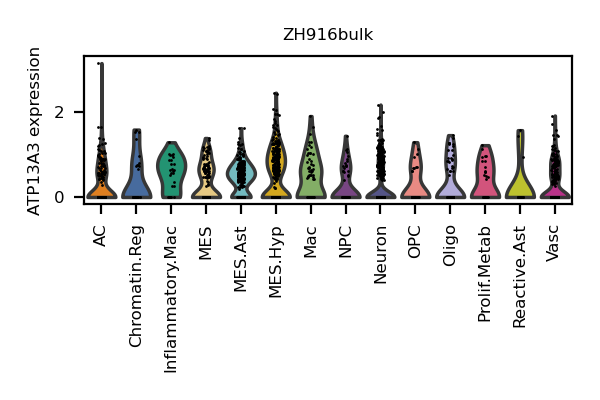 ZH916bulk
ATP13A3 expression
2
0
AC
Chromatin.Reg
Inflammatory.Mac
MES
MES.Ast
MES.Hyp
Mac
NPC
Neuron
OPC
Oligo
Prolif.Metab
Reactive.Ast
Vasc